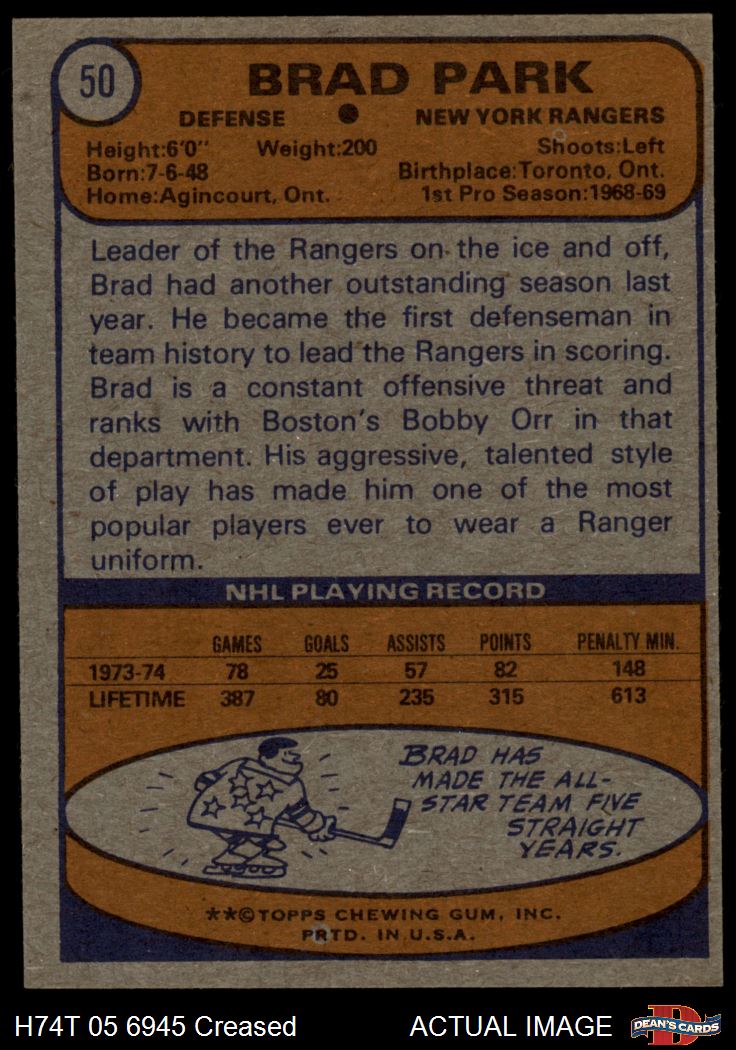 50
BRAD PARK
DEFENSE • NEW YORK RANGERS
Height:6'0" Weight:200 Shoots:Left
Born:7-6-48 Birthplace:Toronto, Ont.
Home:Agincourt, Ont. 1st Pro Season:1968-69
Leader of the Rangers on the ice and off,
Brad had another outstanding season last
year. He became the first defenseman in
team history to lead the Rangers in scoring.
Brad is a constant offensive threat and
ranks with Boston's Bobby Orr in that
department. His aggressive, talented style
of play has made him one of the most
popular players ever to wear a Ranger
uniform.
NHL PLAYING RECORD
GAMES GOALS ASSISTS POINTS PENALTY MIN.
1973-74 78 25 57 82 148
LIFETIME 387 80 235 315 613
BRAD HAS
MADE THE ALL-
STAR TEAM FIVE
STRAIGHT
YEARS.
**©TOPPS CHEWING GUM, INC.
PRTD. IN U.S.A.
H74T 05 6945 Creased ACTUAL IMAGE
D
DEAN'S CARDS